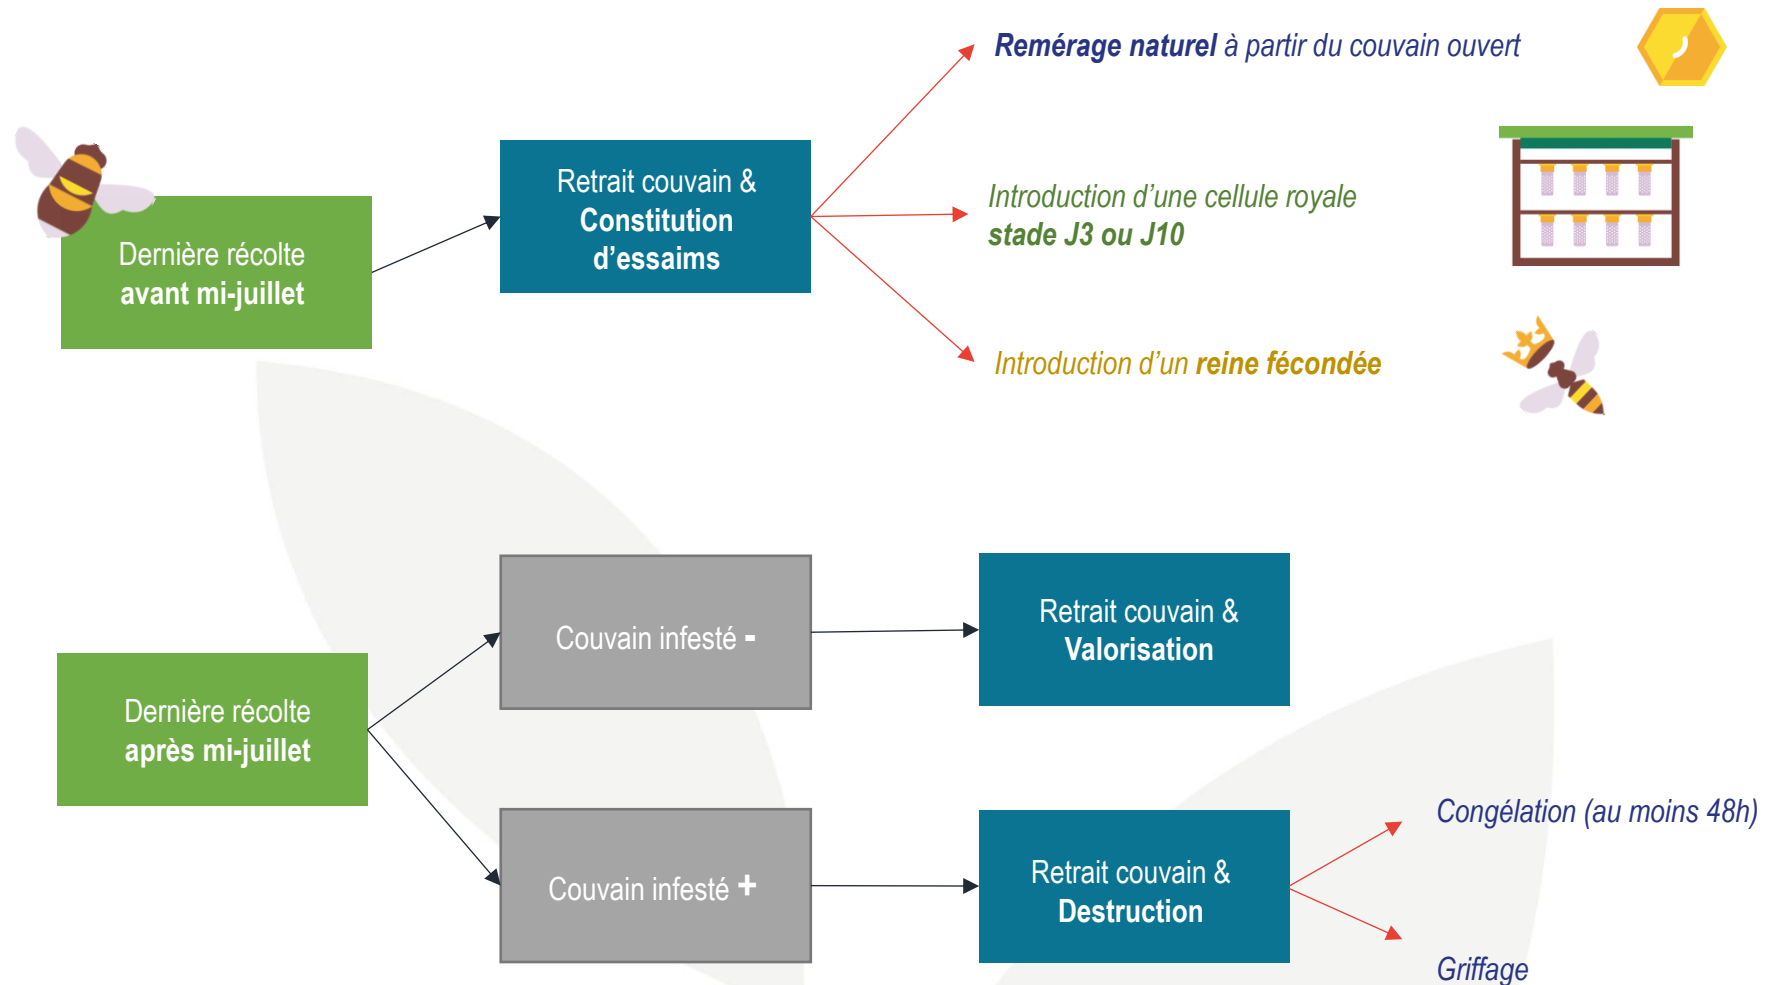 Remérage naturel à partir du couvain ouvert
Dernière récolte
avant mi-juillet
Retrait couvain &
Constitution
d'essaims
Introduction d'une cellule royale
stade J3 ou J10
Introduction d'un reine fécondée
Dernière récolte
après mi-juillet
Couvain infesté -
Retrait couvain &
Valorisation
Couvain infesté +
Retrait couvain &
Destruction
Congélation (au moins 48h)
Griffage